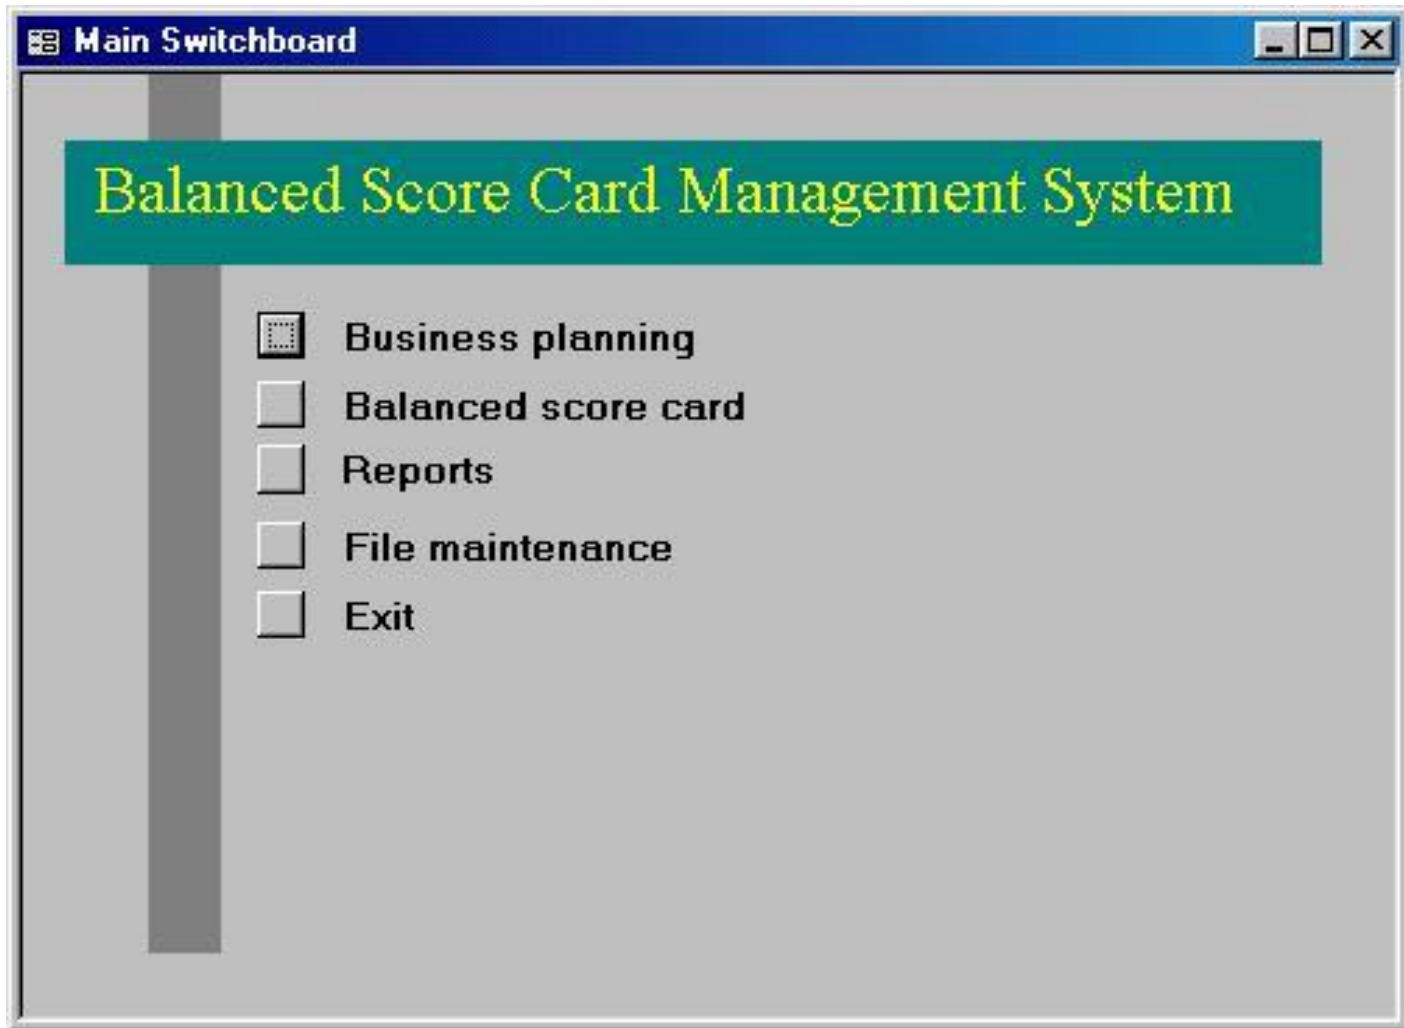 Main Switchboard
Balanced Score Card Management System
Business planning
Balanced score card
Reports
File maintenance
Exit